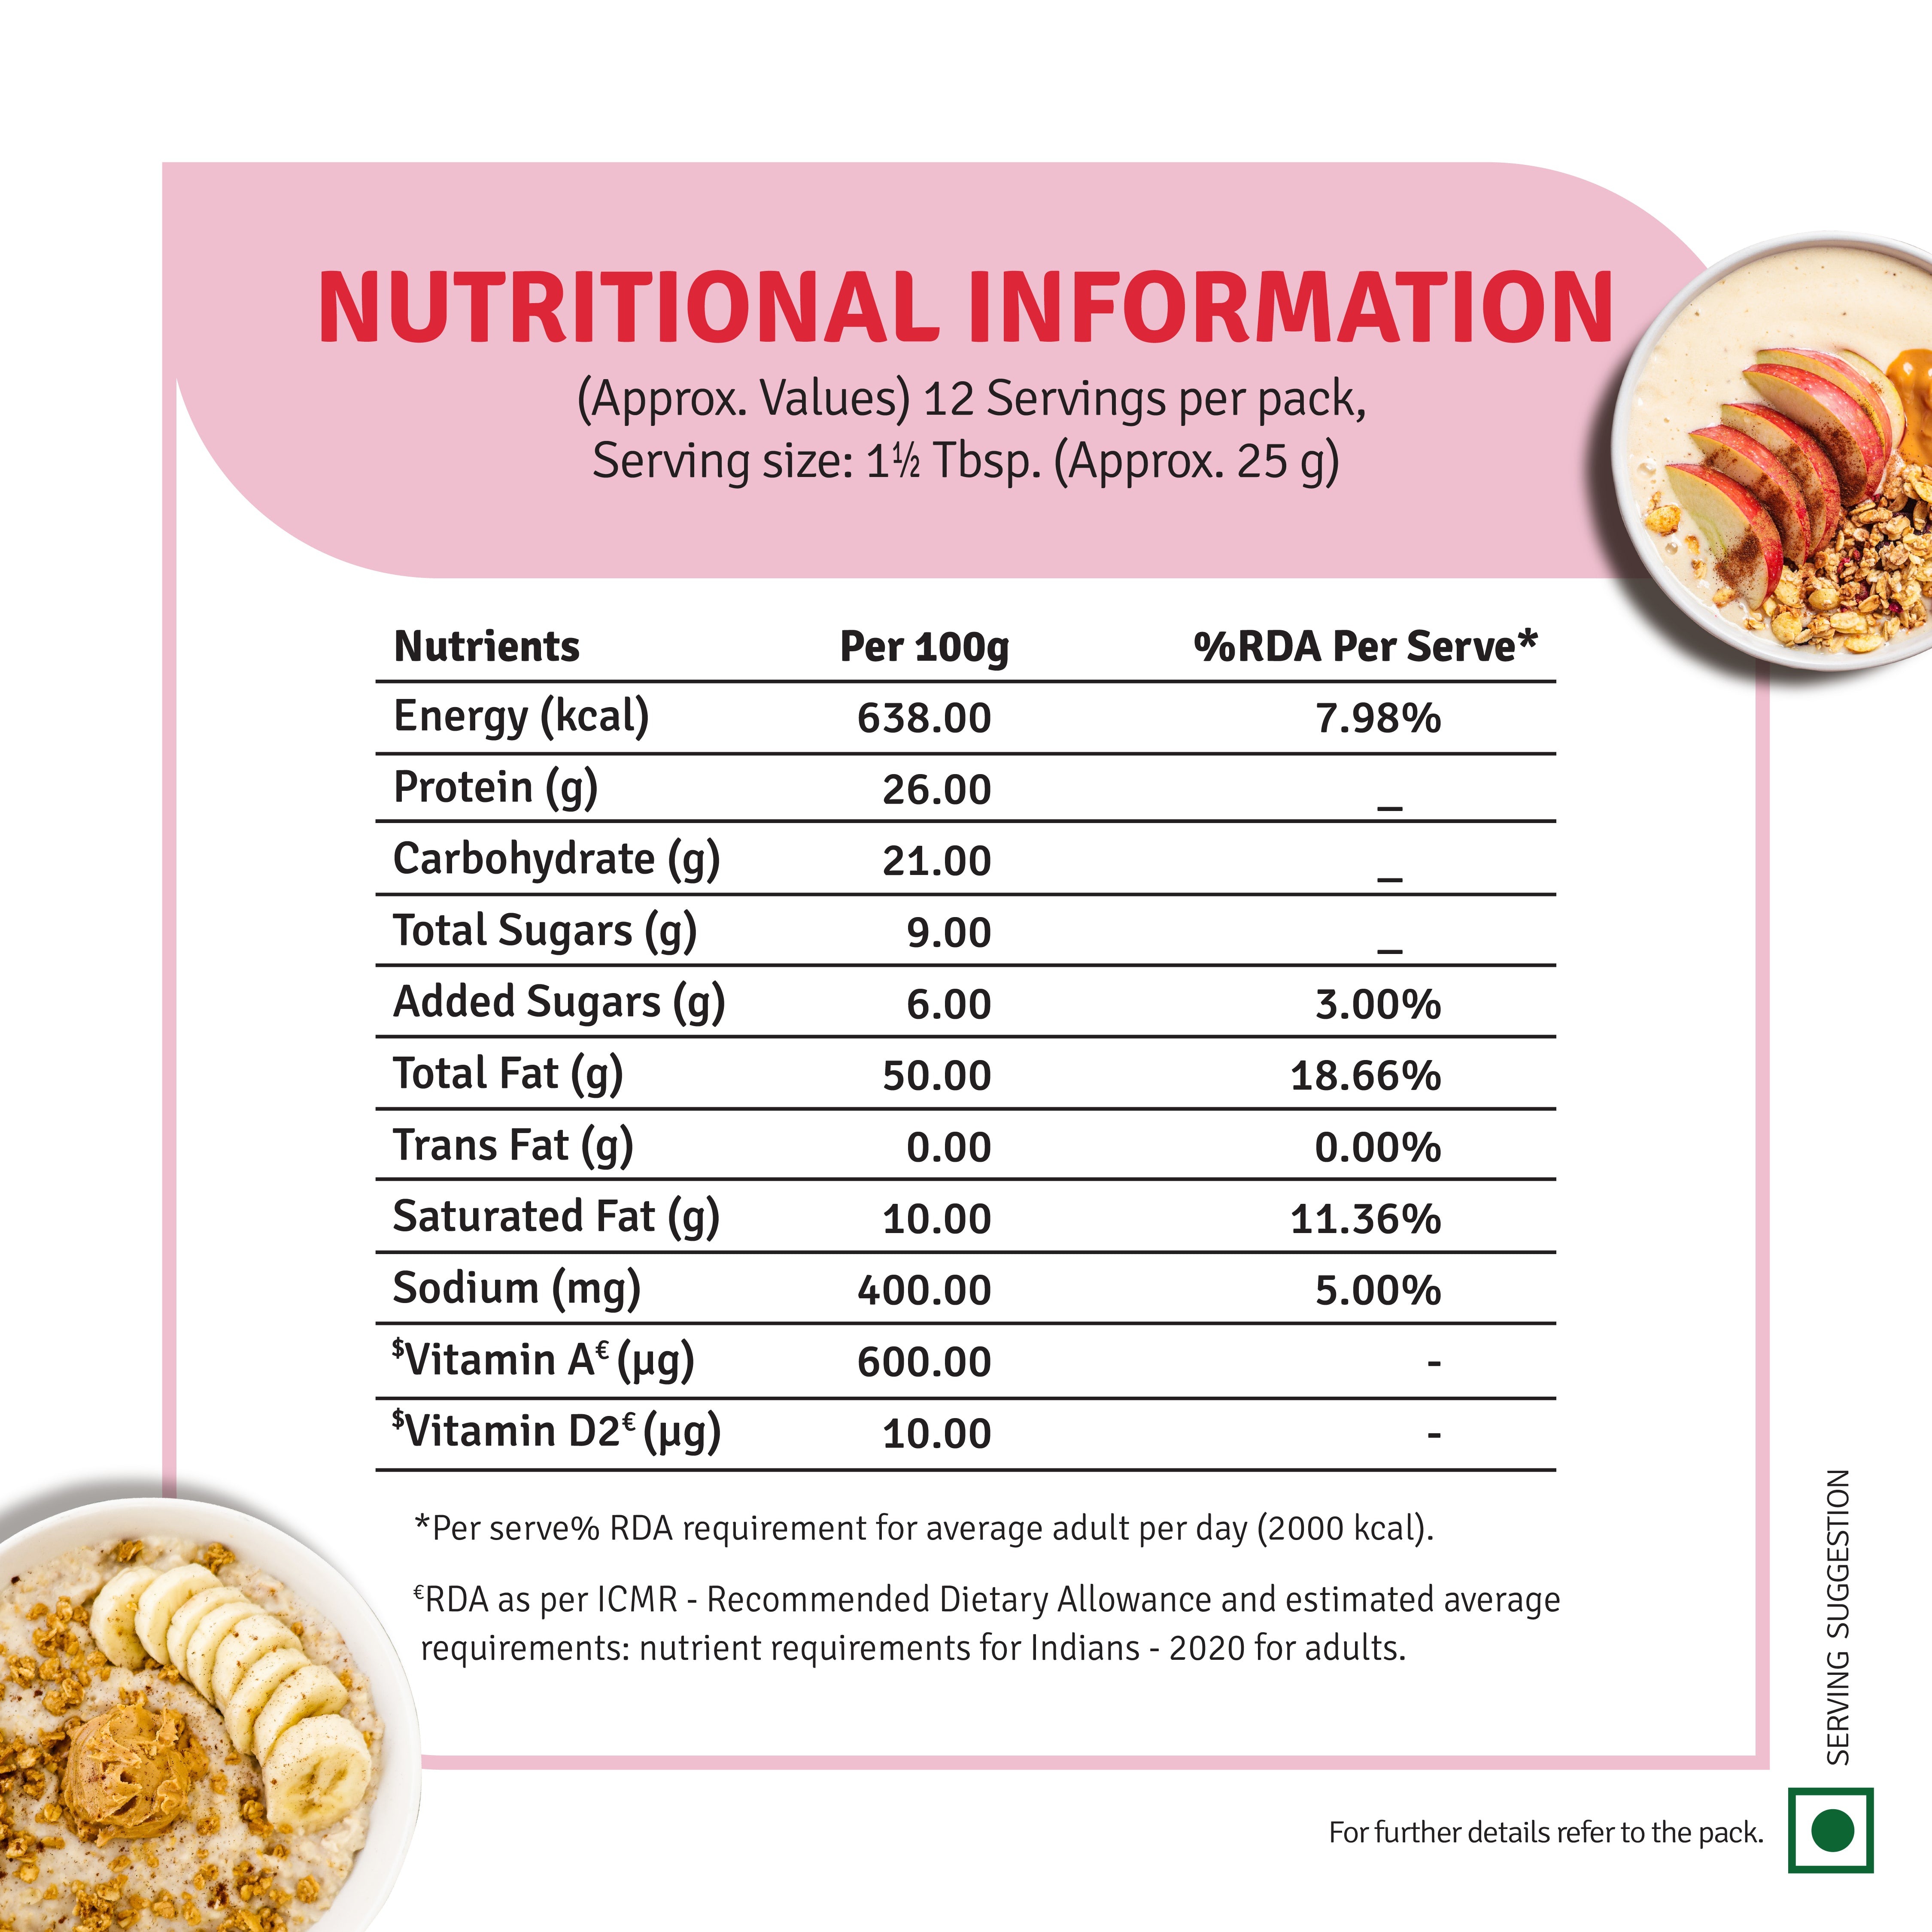 NUTRITIONAL INFORMATION
(Approx. Values) 12 Servings per pack,
Serving size: 1½ Tbsp. (Approx. 25 g)
Nutrients Per 100g %RDA Per Serve*
Energy (kcal) 638.00 7.98%
Protein (g) 26.00 _
Carbohydrate (g) 21.00 _
Total Sugars (g) 9.00 _
Added Sugars (g) 6.00 3.00%
Total Fat (g) 50.00 18.66%
Trans Fat (g) 0.00 0.00%
Saturated Fat (g) 10.00 11.36%
Sodium (mg) 400.00 5.00%
$Vitamin A€ (µg) 600.00 -
$Vitamin D2€ (µg) 10.00 -
*Per serve% RDA requirement for average adult per day (2000 kcal).
€RDA as per ICMR - Recommended Dietary Allowance and estimated average
requirements: nutrient requirements for Indians - 2020 for adults.
SERVING SUGGESTION
For further details refer to the pack.